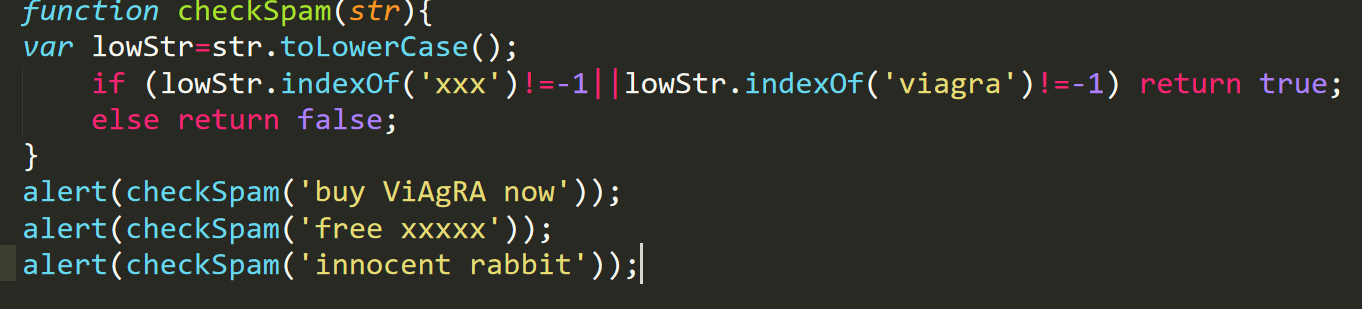 function checkSpam(str){
var lowStr=str.toLowerCase();
    if (lowStr.indexOf('xxx')!=-1||lowStr.indexOf('viagra')!=-1) return true;
    else return false;
}
alert(checkSpam('buy ViAgRA now'));
alert(checkSpam('free xxxxx'));
alert(checkSpam('innocent rabbit'));